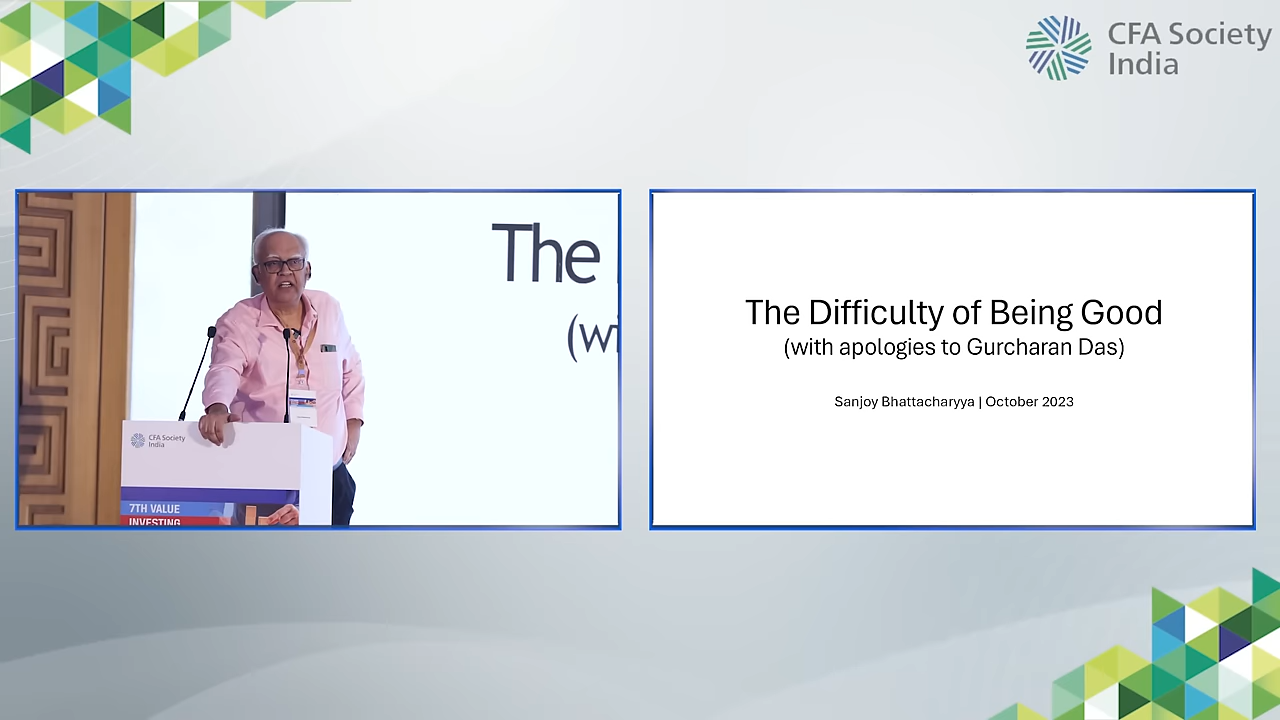 CFA Society
India
The
(wi
CFA Society
India
7TH VALUE
INVESTING
The Difficulty of Being Good
(with apologies to Gurcharan Das)
Sanjoy Bhattacharyya | October 2023